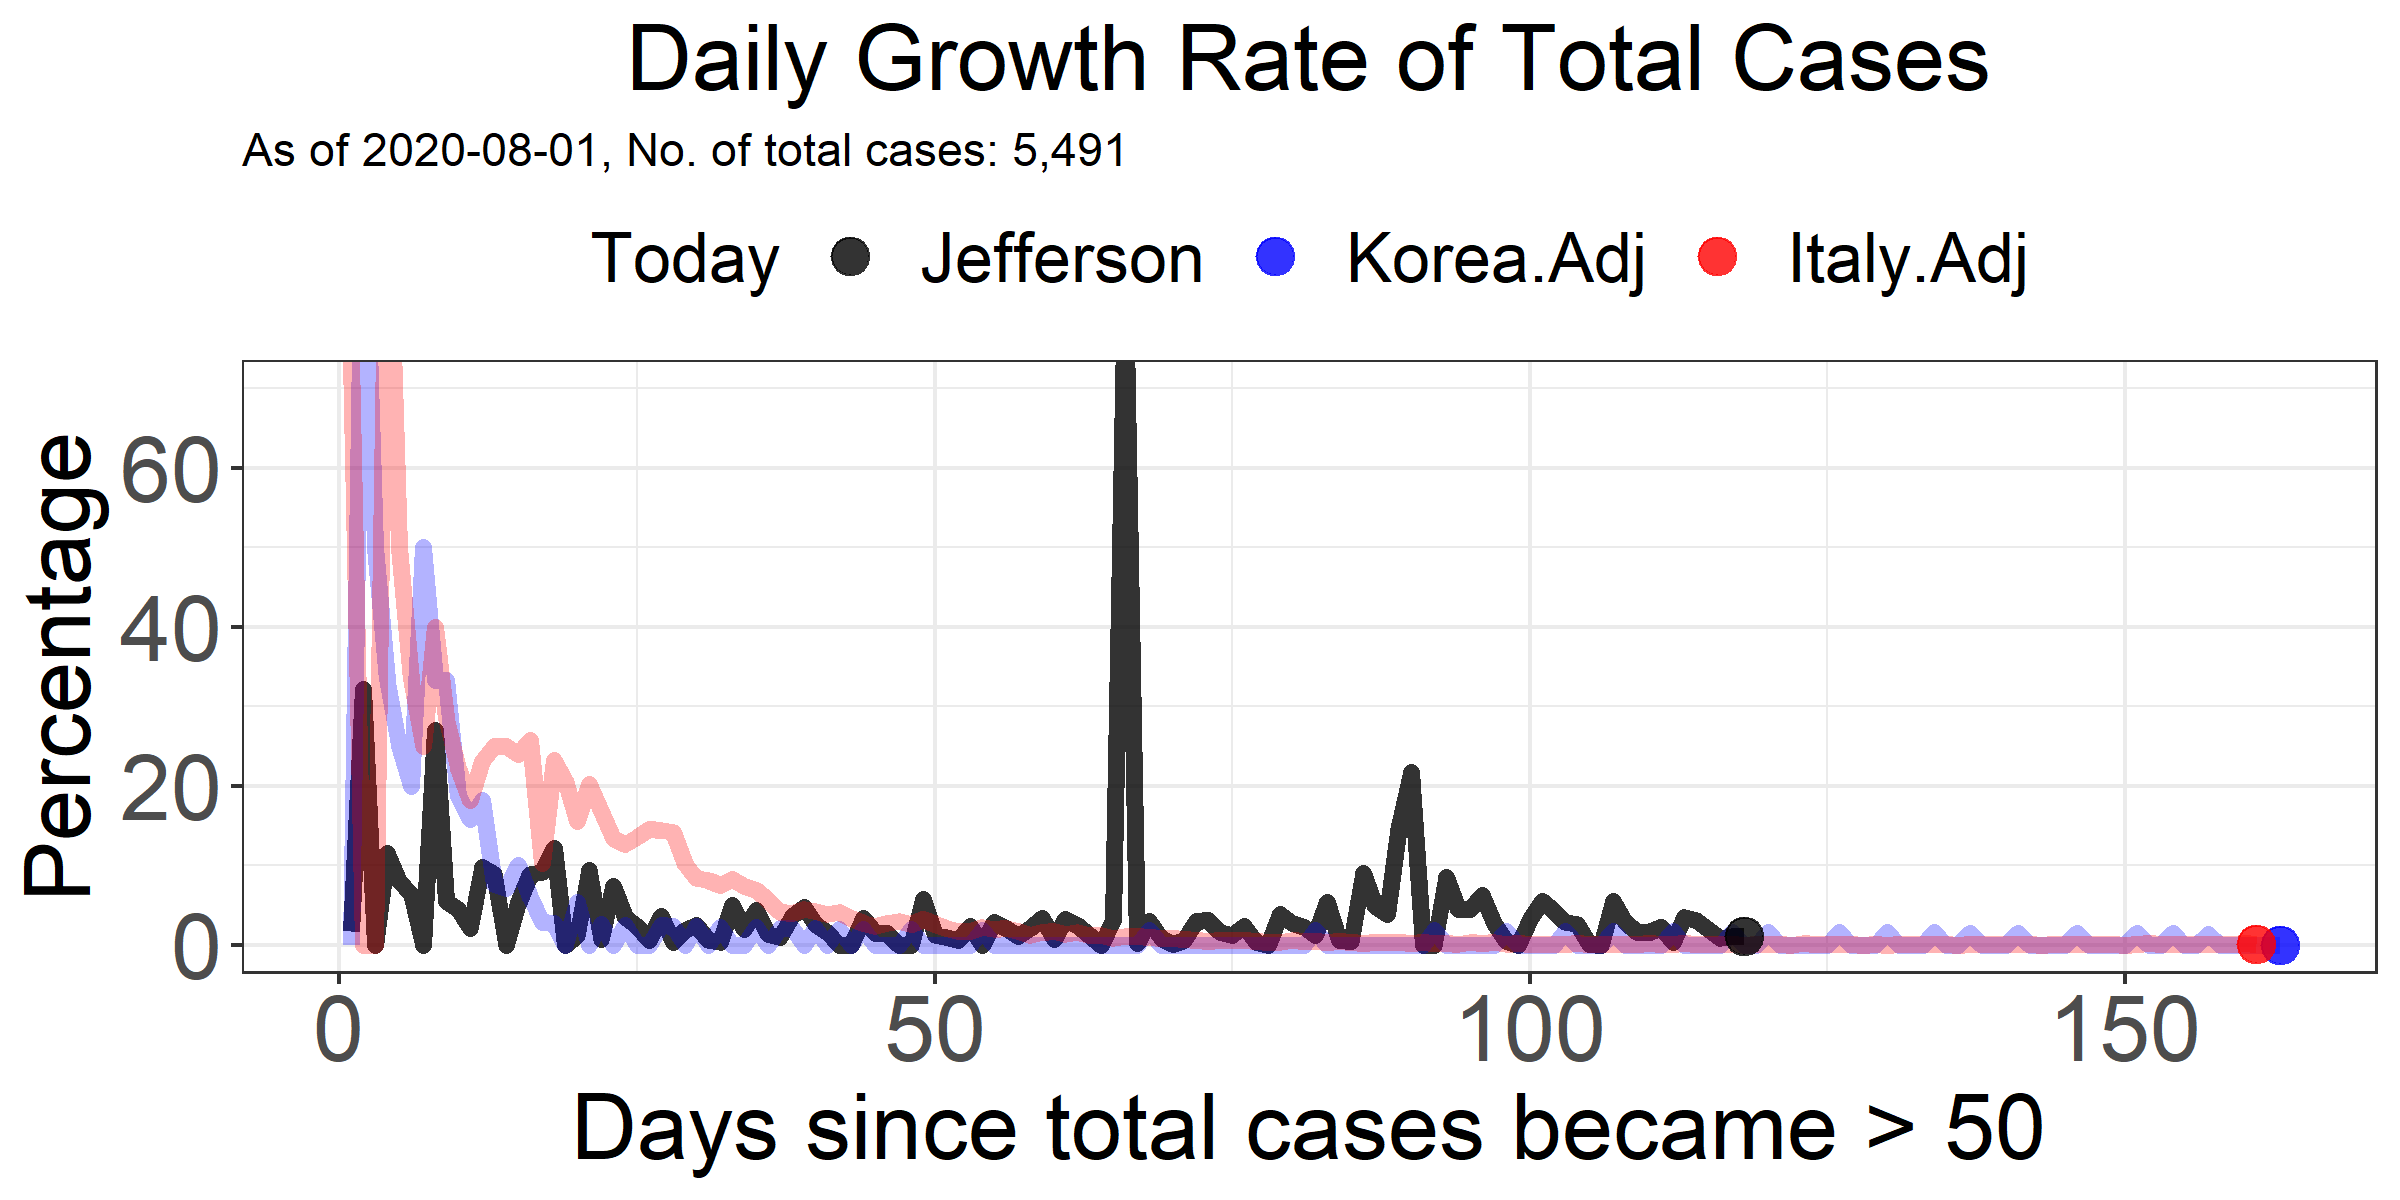 Daily Growth Rate of Total Cases
As of 2020-08-01, No. of total cases: 5,491
Today Jefferson Korea.Adj Italy.Adj
Percentage
60
40
20
0
0 50 100 150
Days since total cases became > 50